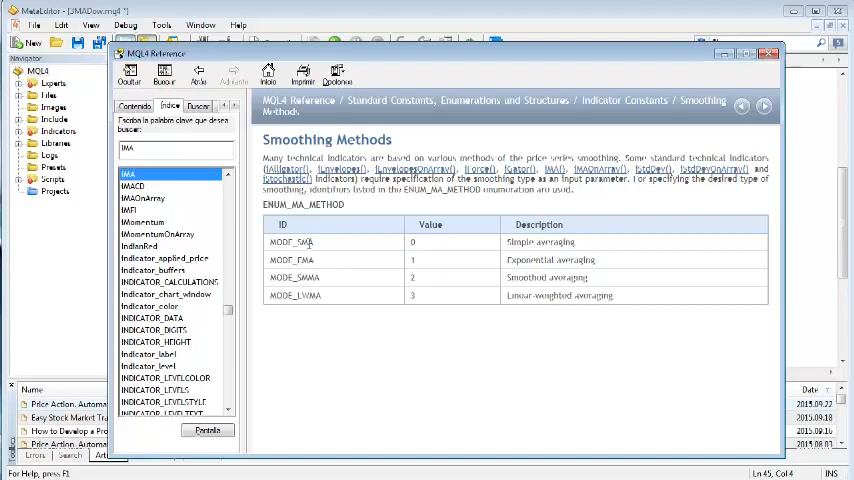 MetaEditor - [3MADow.mq4 *]
File Edit View Debug Tools Window Help
New
Navigator
MQL4
Experts
Files
Images
Include
Indicators
Libraries
Logs
Presets
Scripts
Projects
MQL4 Reference
Ocultar Buscar Atrás Adelante Inicio Imprimir Opciones
Contenido Índice Buscar
Escriba la palabra clave que desea
buscar:
iMA
iMA
iMACD
iMAOnArray
iMFI
iMomentum
iMomentumOnArray
IndianRed
indicator_applied_price
indicator_buffers
INDICATOR_CALCULATIONS
indicator_chart_window
indicator_color
INDICATOR_DATA
INDICATOR_DIGITS
INDICATOR_HEIGHT
indicator_label
indicator_level
INDICATOR_LEVELCOLOR
INDICATOR_LEVELS
INDICATOR_LEVELSTYLE
INDICATOR_LEVELTEXT
Pantalla
MQL4 Reference / Standard Constants, Enumerations and Structures / Indicator Constants / Smoothing
Methods
Smoothing Methods
Many technical indicators are based on various methods of the price series smoothing. Some standard technical indicators
(iAlligator(), iEnvelopes(), iEnvelopesOnArray(), iForce(), iGator(), iMA(), iMAOnArray(), iStdDev(), iStdDevOnArray() and
iStochastic() indicators) require specification of the smoothing type as an input parameter. For specifying the desired type of
smoothing, identifiers listed in the ENUM_MA_METHOD enumeration are used.
ENUM_MA_METHOD
ID Value Description
MODE_SMA 0 Simple averaging
MODE_EMA 1 Exponential averaging
MODE_SMMA 2 Smoothed averaging
MODE_LWMA 3 Linear-weighted averaging
Name Date
Price Action. Automa 2015.09.22
Easy Stock Market Tra 2015.09.18
How to Develop a Pro 2015.09.16
Price Action. Automa 2015.08.03
Errors Search Art
Toolbox
For Help, press F1 Ln 45, Col 4 INS